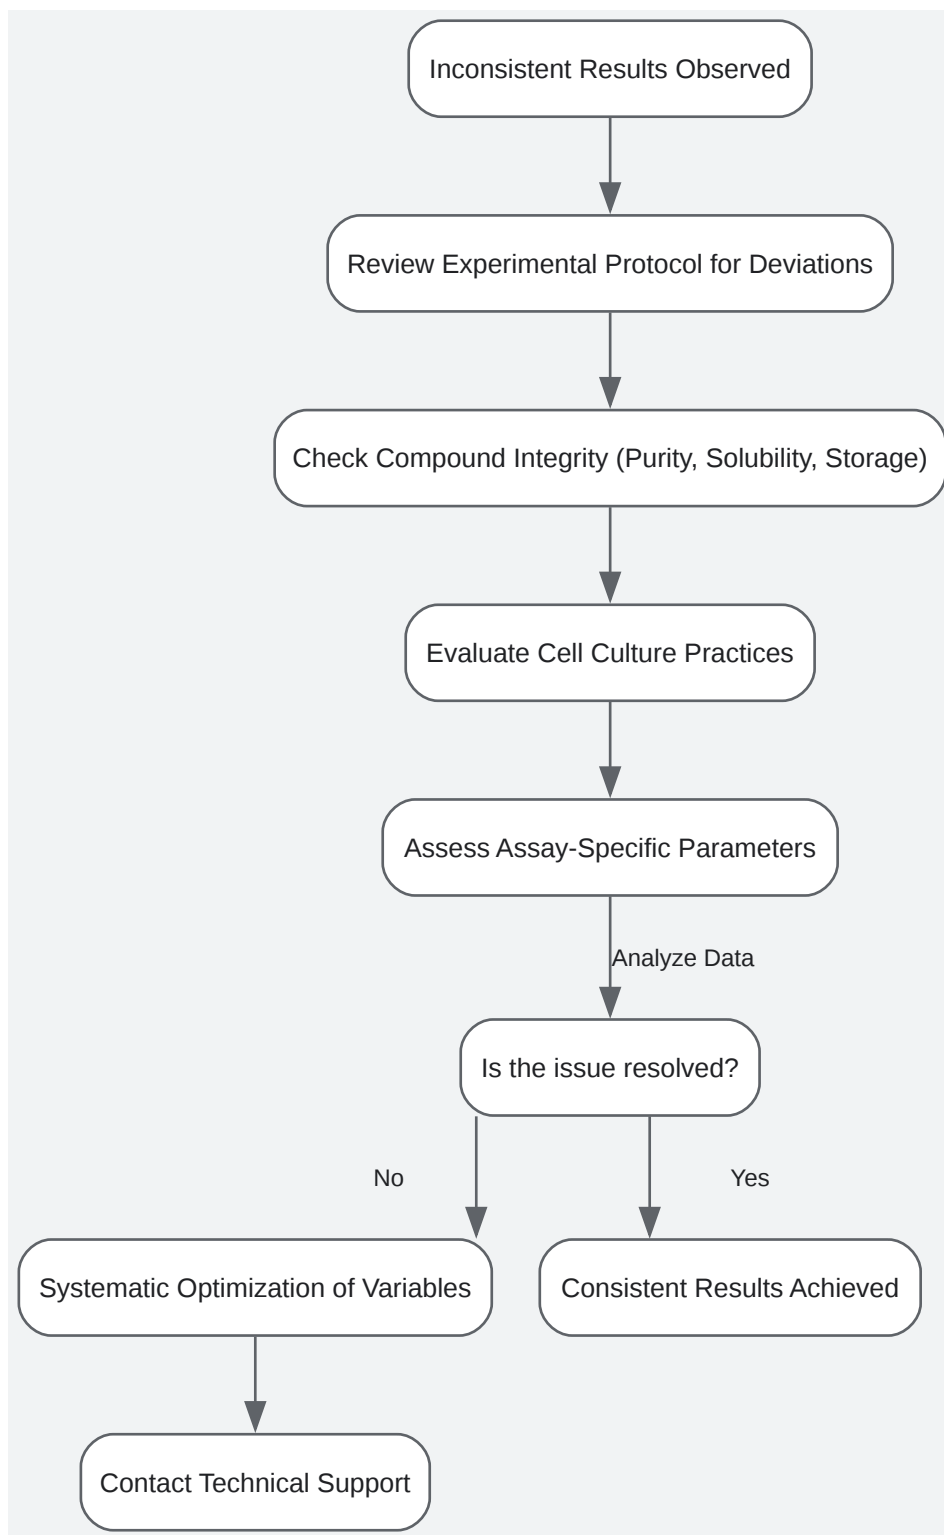 Inconsistent Results Observed
Review Experimental Protocol for Deviations
Check Compound Integrity (Purity, Solubility, Storage)
Evaluate Cell Culture Practices
Assess Assay-Specific Parameters
Analyze Data
Is the issue resolved?
No
Yes
Systematic Optimization of Variables
Consistent Results Achieved
Contact Technical Support